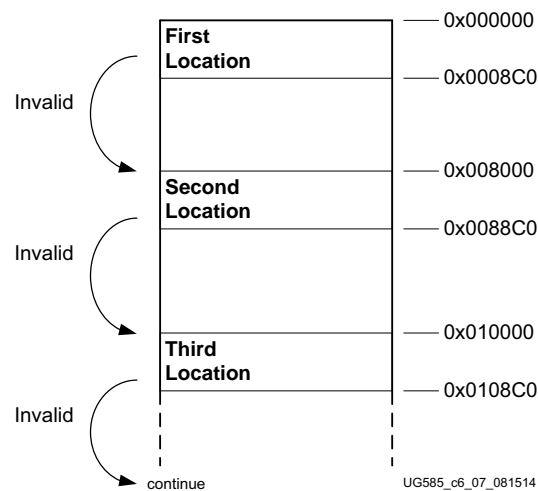 First
Location
0x000000
0x0008C0
Invalid
0x008000
Second
Location
0x0088C0
Invalid
0x010000
Third
Location
0x0108C0
Invalid
continue
UG585_c6_07_081514